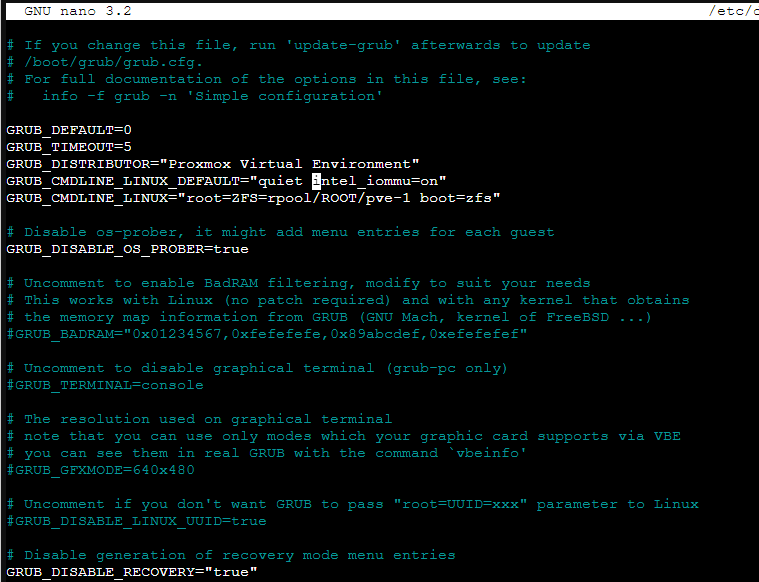 GNU nano 3.2 /etc/
# If you change this file, run 'update-grub' afterwards to update
# /boot/grub/grub.cfg.
# For full documentation of the options in this file, see:
#   info -f grub -n 'Simple configuration'
GRUB_DEFAULT=0
GRUB_TIMEOUT=5
GRUB_DISTRIBUTOR="Proxmox Virtual Environment"
GRUB_CMDLINE_LINUX_DEFAULT="quiet intel_iommu=on"
GRUB_CMDLINE_LINUX="root=ZFS=rpool/ROOT/pve-1 boot=zfs"
# Disable os-prober, it might add menu entries for each guest
GRUB_DISABLE_OS_PROBER=true
# Uncomment to enable BadRAM filtering, modify to suit your needs
# This works with Linux (no patch required) and with any kernel that obtains
# the memory map information from GRUB (GNU Mach, kernel of FreeBSD ...)
#GRUB_BADRAM="0x01234567,0xfefefefe,0x89abcdef,0xefefefef"
# Uncomment to disable graphical terminal (grub-pc only)
#GRUB_TERMINAL=console
# The resolution used on graphical terminal
# note that you can use only modes which your graphic card supports via VBE
# you can see them in real GRUB with the command `vbeinfo'
#GRUB_GFXMODE=640x480
# Uncomment if you don't want GRUB to pass "root=UUID=xxx" parameter to Linux
#GRUB_DISABLE_LINUX_UUID=true
# Disable generation of recovery mode menu entries
GRUB_DISABLE_RECOVERY="true"